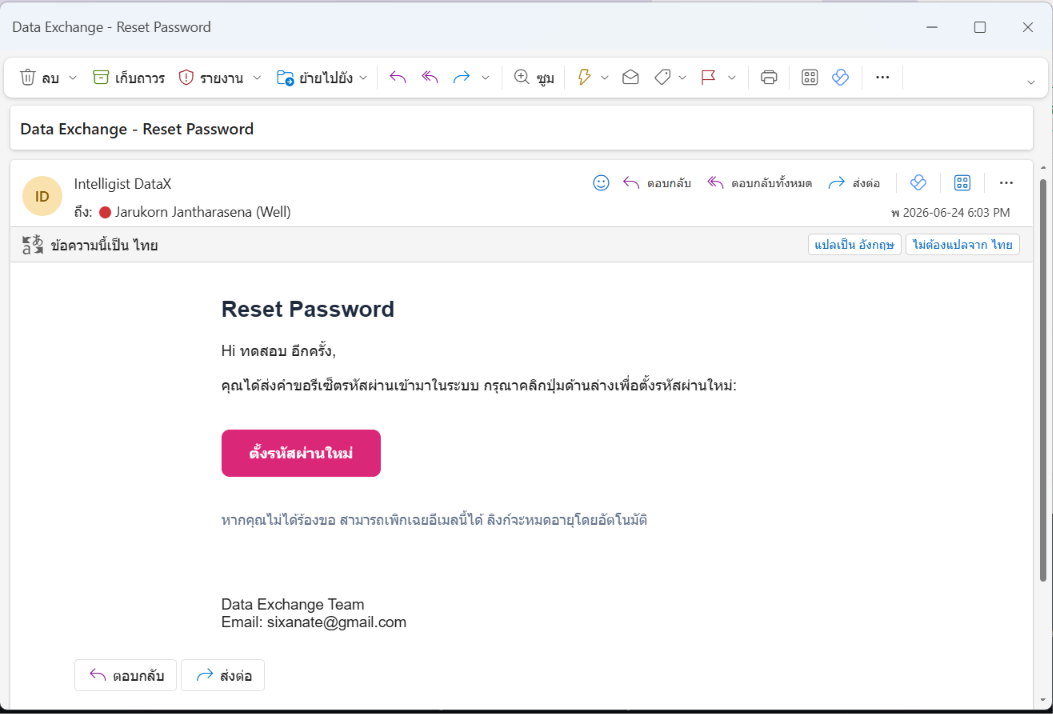 Data Exchange - Reset Password
ลบ เก็บถาวร รายงาน ย้ายไปยัง ซูม
Data Exchange - Reset Password
ID
Intelligist DataX
ตอบกลับ ตอบกลับทั้งหมด ส่งต่อ
ถึง: Jarukorn Jantharasena (Well)
พ 2026-06-24 6:03 PM
ข้อความนี้เป็น ไทย
แปลเป็น อังกฤษ ไม่ต้องแปลจาก ไทย
Reset Password
Hi ทดสอบ อีกครั้ง,
คุณได้ส่งคำขอรีเซ็ตรหัสผ่านเข้ามาในระบบ กรุณาคลิกปุ่มด้านล่างเพื่อตั้งรหัสผ่านใหม่:
ตั้งรหัสผ่านใหม่
หากคุณไม่ได้ร้องขอ สามารถเพิกเฉยอีเมลนี้ได้ ลิงก์จะหมดอายุโดยอัตโนมัติ
Data Exchange Team
Email: sixanate@gmail.com
ตอบกลับ ส่งต่อ